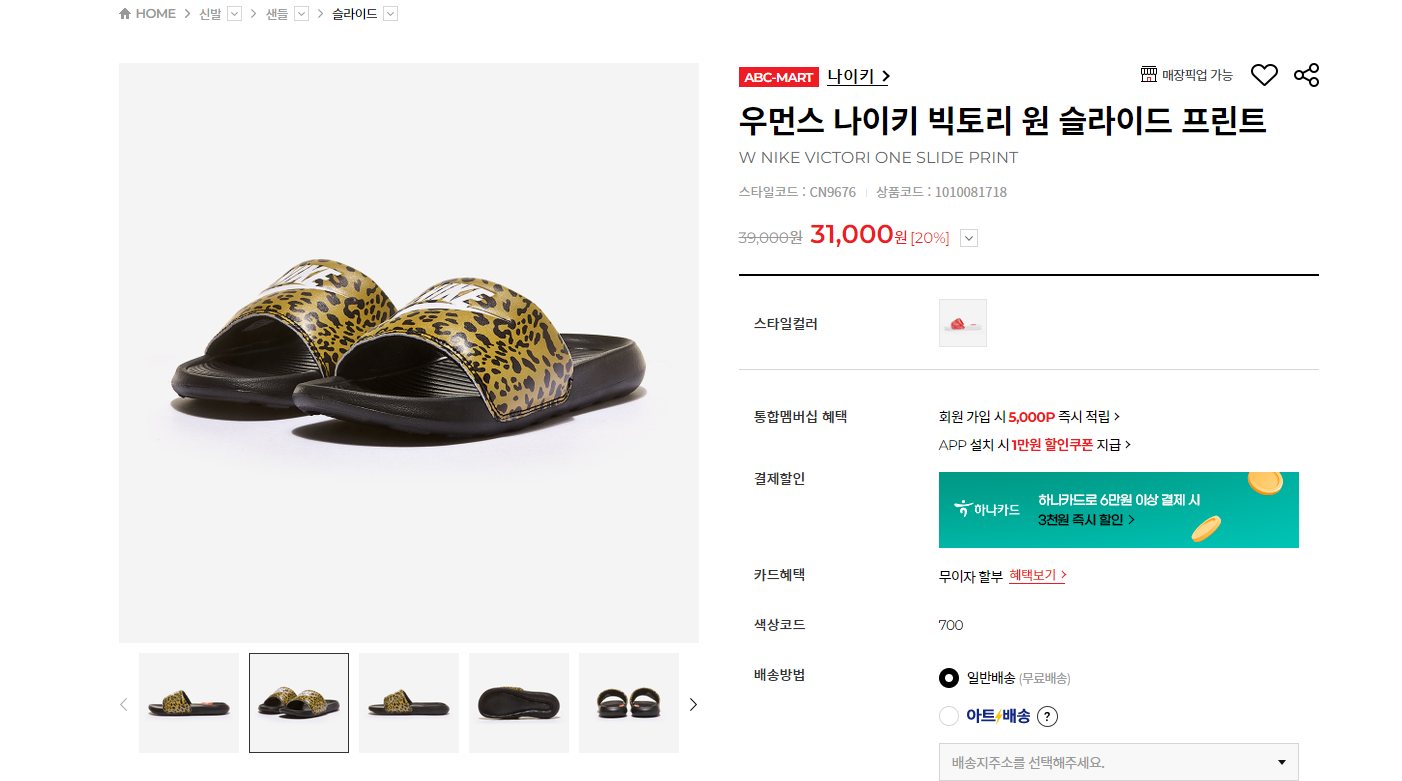 HOME > 신발 > 샌들 > 슬라이드
ABC-MART 나이키 >
매장픽업 가능
우먼스 나이키 빅토리 원 슬라이드 프린트
W NIKE VICTORI ONE SLIDE PRINT
스타일코드 : CN9676 | 상품코드 : 1010081718
39,000원 31,000원 [20%]
NIKE
NIKE
스타일컬러
통합멤버십 혜택
회원 가입 시 5,000P 즉시 적립 >
APP 설치 시 1만원 할인쿠폰 지급 >
결제할인
하나카드
하나카드로 6만원 이상 결제 시
3천원 즉시 할인 >
카드혜택
무이자 할부 혜택보기 >
색상코드
700
배송방법
일반배송 (무료배송)
아트배송 ?
배송지주소를 선택해주세요.